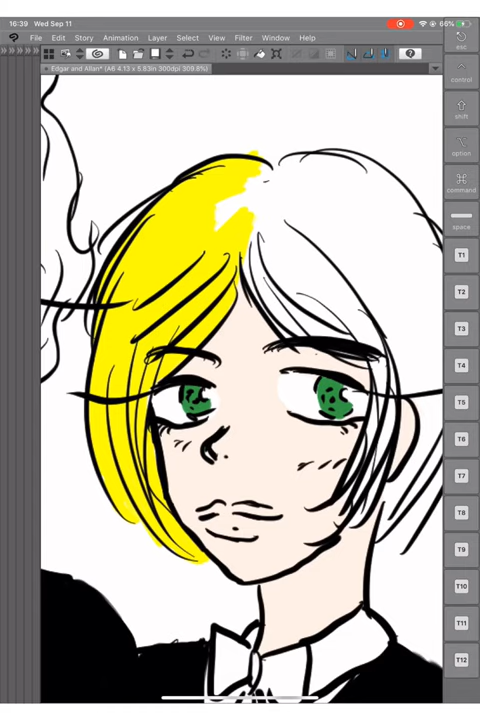 16:39 Wed Sep 11
66%
File Edit Story Animation Layer Select View Filter Window Help
Edgar and Allan* (A6 4.13 x 5.83in 300dpi 309.8%)
esc
control
shift
option
command
space
T1
T2
T3
T4
T5
T6
T7
T8
T9
T10
T11
T12